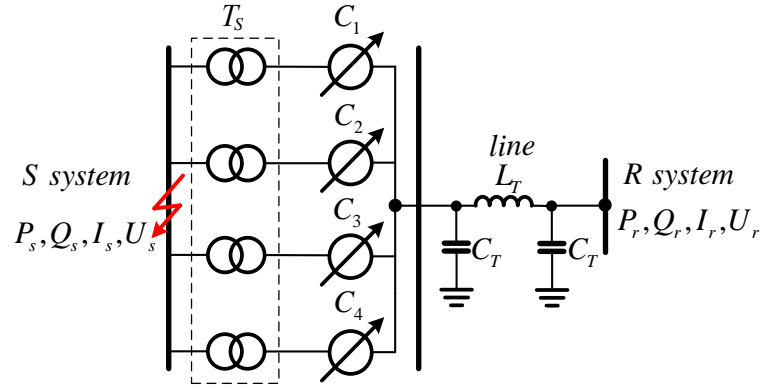 T_S
C_1
C_2
C_3
C_4
S system
P_s,Q_s,I_s,U_s
line
L_T
C_T
C_T
R system
P_r,Q_r,I_r,U_r